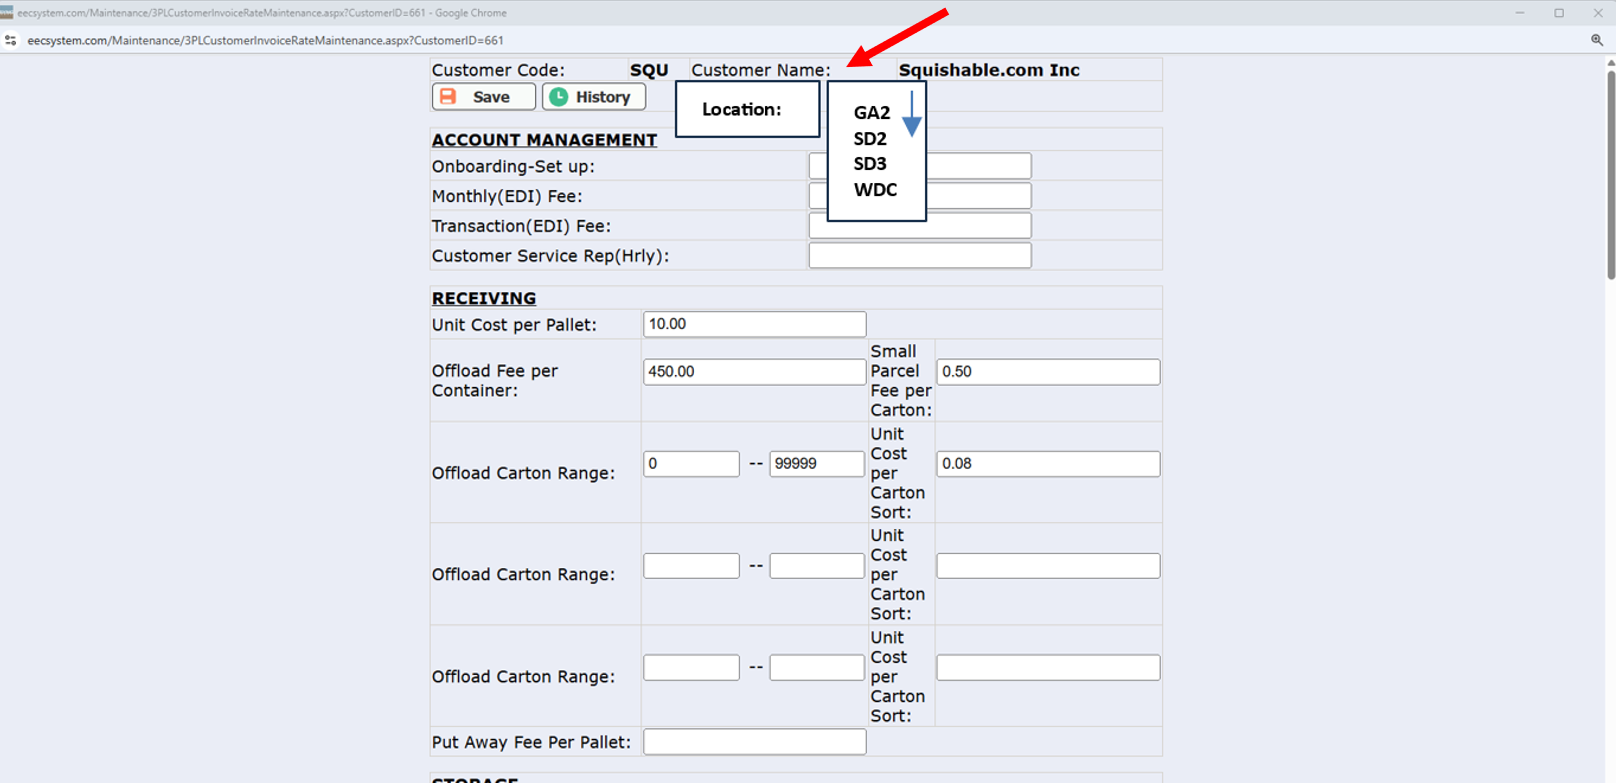 eecsystem.com/Maintenance/3PLCustomerInvoiceRateMaintenance.aspx?CustomerID=661 - Google Chrome
eecsystem.com/Maintenance/3PLCustomerInvoiceRateMaintenance.aspx?CustomerID=661
Customer Code: SQU Customer Name: Squishable.com Inc
Save History
Location:
GA2
SD2
SD3
WDC
ACCOUNT MANAGEMENT
Onboarding-Set up:
Monthly(EDI) Fee:
Transaction(EDI) Fee:
Customer Service Rep(Hrly):
RECEIVING
Unit Cost per Pallet: 10.00
Offload Fee per
Container:
450.00
Small
Parcel
Fee per
Carton:
0.50
Offload Carton Range: 0 -- 99999
Unit
Cost
per
Carton
Sort:
0.08
Offload Carton Range: --
Unit
Cost
per
Carton
Sort:
Offload Carton Range: --
Unit
Cost
per
Carton
Sort:
Put Away Fee Per Pallet:
STORAGE